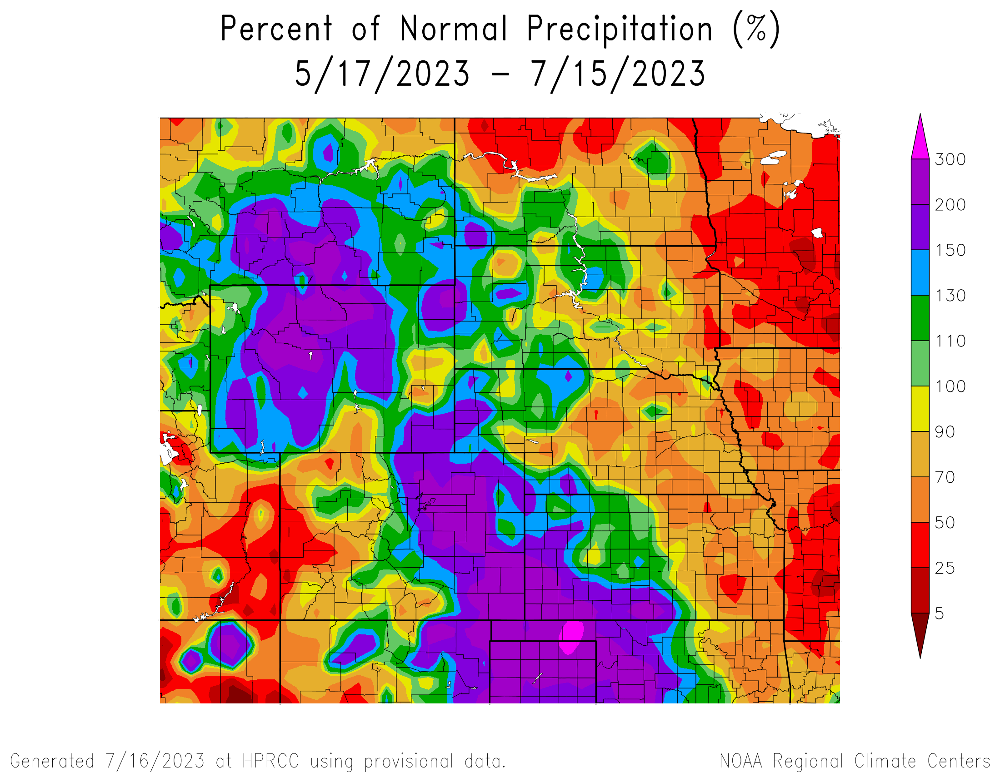 Percent of Normal Precipitation (%)
5/17/2023 – 7/15/2023
300
200
150
130
110
100
90
70
50
25
5
Generated 7/16/2023 at HPRCC using provisional data.
NOAA Regional Climate Centers